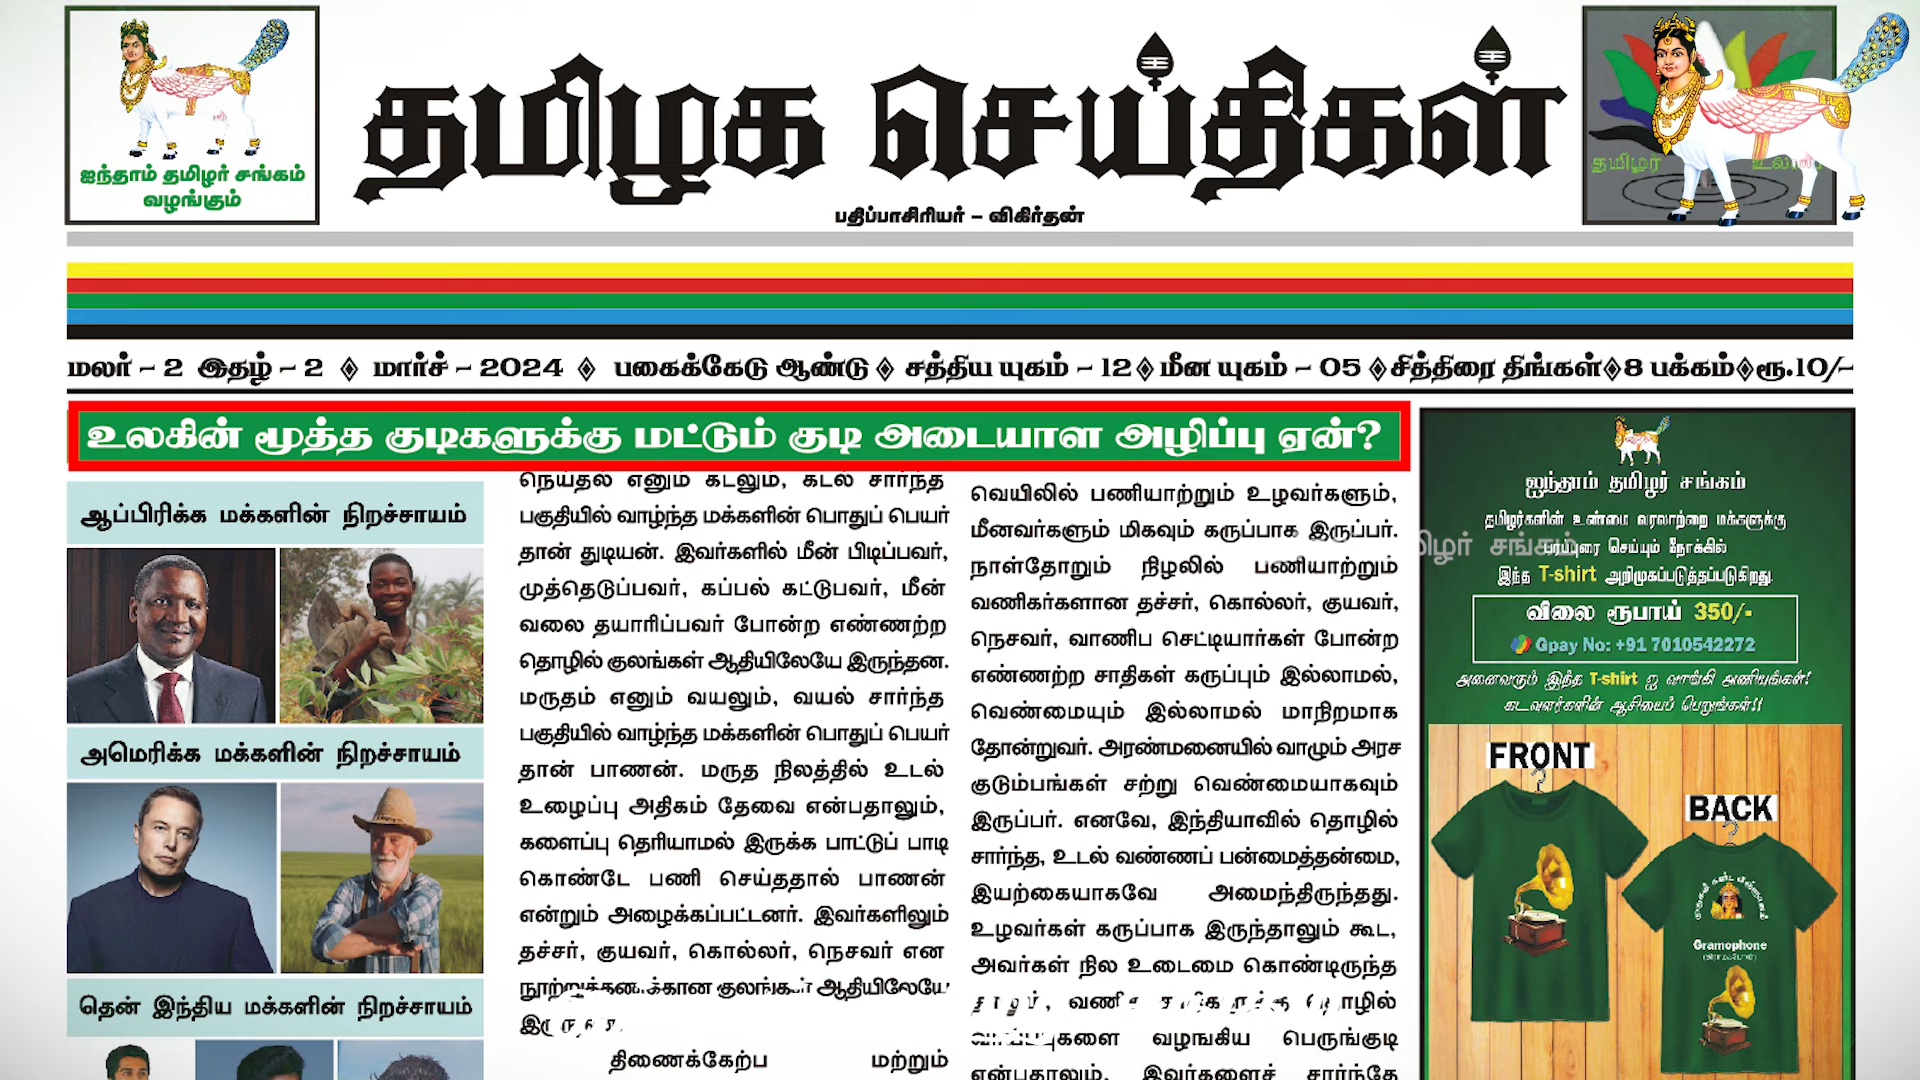 ஐந்தாம் தமிழர் சங்கம்
வழங்கும்
தமிழக செய்திகள்
பதிப்பாசிரியர் – விகிர்தன்
தமிழர்
மலர் – 2 இதழ் – 2 ◈ மார்ச் – 2024 ◈ பகைக்கேடு ஆண்டு ◈ சத்திய யுகம் – 12 ◈ மீன யுகம் – 05 ◈ சித்திரை திங்கள் ◈ 8 பக்கம் ◈ ரூ.10/-
உலகின் மூத்த குடிகளுக்கு மட்டும் குடி அடையாள அழிப்பு ஏன்?
ஆப்பிரிக்க மக்களின் நிறச்சாயம்
அமெரிக்க மக்களின் நிறச்சாயம்
தென் இந்திய மக்களின் நிறச்சாயம்
நெய்தல் எனும் கடலும், கடல் சார்ந்த
பகுதியில் வாழ்ந்த மக்களின் பொதுப் பெயர்
தான் துடியன். இவர்களில் மீன் பிடிப்பவர்,
முத்தெடுப்பவர், கப்பல் கட்டுபவர், மீன்
வலை தயாரிப்பவர் போன்ற எண்ணற்ற
தொழில் குலங்கள் ஆதியிலேயே இருந்தன.
மருதம் எனும் வயலும், வயல் சார்ந்த
பகுதியில் வாழ்ந்த மக்களின் பொதுப் பெயர்
தான் பாணன். மருத நிலத்தில் உடல்
உழைப்பு அதிகம் தேவை என்பதாலும்,
களைப்பு தெரியாமல் இருக்க பாட்டுப் பாடி
கொண்டே பணி செய்ததால் பாணன்
என்றும் அழைக்கப்பட்டனர். இவர்களிலும்
தச்சர், குயவர், கொல்லர், நெசவர் என
நூற்றுக்கணக்கான குலங்கள் ஆதியிலேயே
திணைக்கேற்ப மற்றும்
வெயிலில் பணியாற்றும் உழவர்களும்,
மீனவர்களும் மிகவும் கருப்பாக இருப்பர்.
நாள்தோறும் நிழலில் பணியாற்றும்
வணிகர்களான தச்சர், கொல்லர், குயவர்,
நெசவர், வாணிப செட்டியார்கள் போன்ற
எண்ணற்ற சாதிகள் கருப்பும் இல்லாமல்,
வெண்மையும் இல்லாமல் மாநிறமாக
தோன்றுவர். அரண்மனையில் வாழும் அரச
குடும்பங்கள் சற்று வெண்மையாகவும்
இருப்பர். எனவே, இந்தியாவில் தொழில்
சார்ந்த, உடல் வண்ணப் பன்மைத்தன்மை,
இயற்கையாகவே அமைந்திருந்தது.
உழவர்கள் கருப்பாக இருந்தாலும் கூட,
அவர்கள் நில உடைமை கொண்டிருந்த
வழங்கிய பெருங்குடி
என்பதாலும், இவர்களைச் சார்ந்தே
ஐந்தாம் தமிழர் சங்கம்
தமிழர்களின் உண்மை வரலாற்றை மக்களுக்கு
பரப்புரை செய்யும் நோக்கில்
இந்த T-shirt அறிமுகப்படுத்தப்படுகிறது.
விலை ரூபாய் 350/-
Gpay No: +91 7010542272
அனைவரும் இந்த T-shirt ஐ வாங்கி அணியுங்கள்!
கடவுளர்களின் ஆசியைப் பெறுங்கள்!!
FRONT
BACK
Gramophone